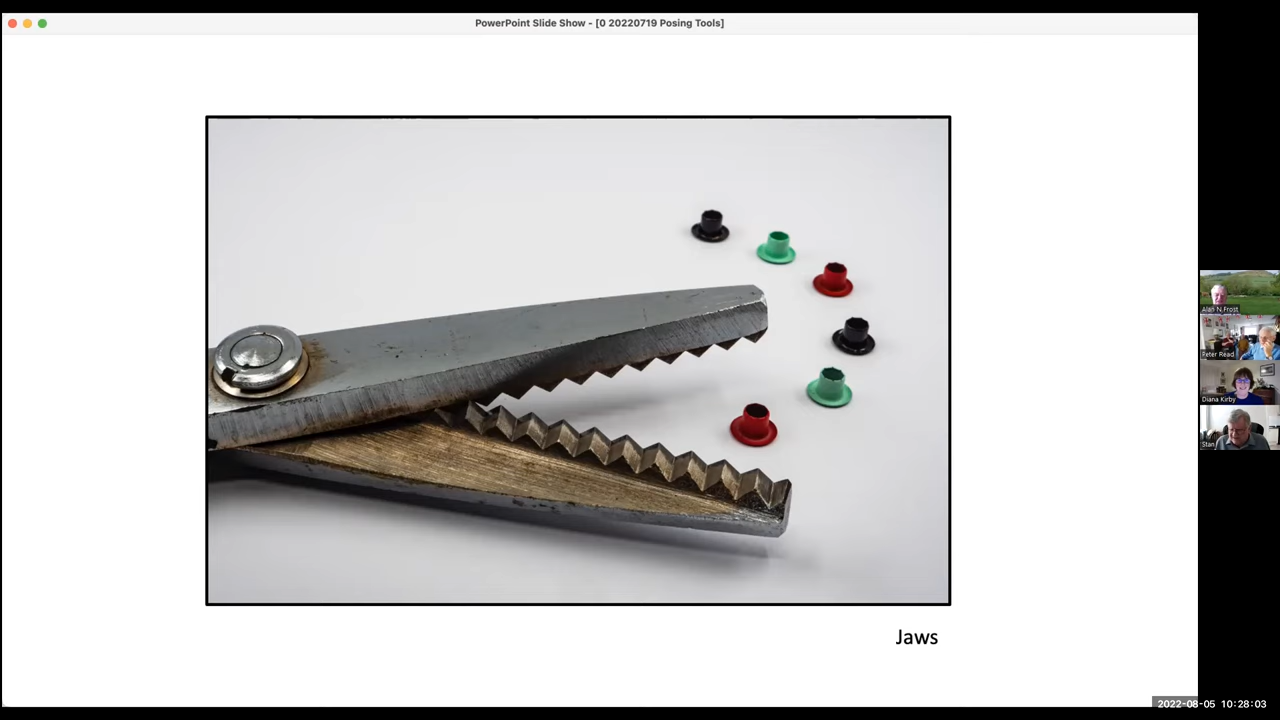 PowerPoint Slide Show - [0 20220719 Posing Tools]
Alan N Frost
Peter Read
Diana Kirby
Stan
Jaws
2022-08-05 10:28:03